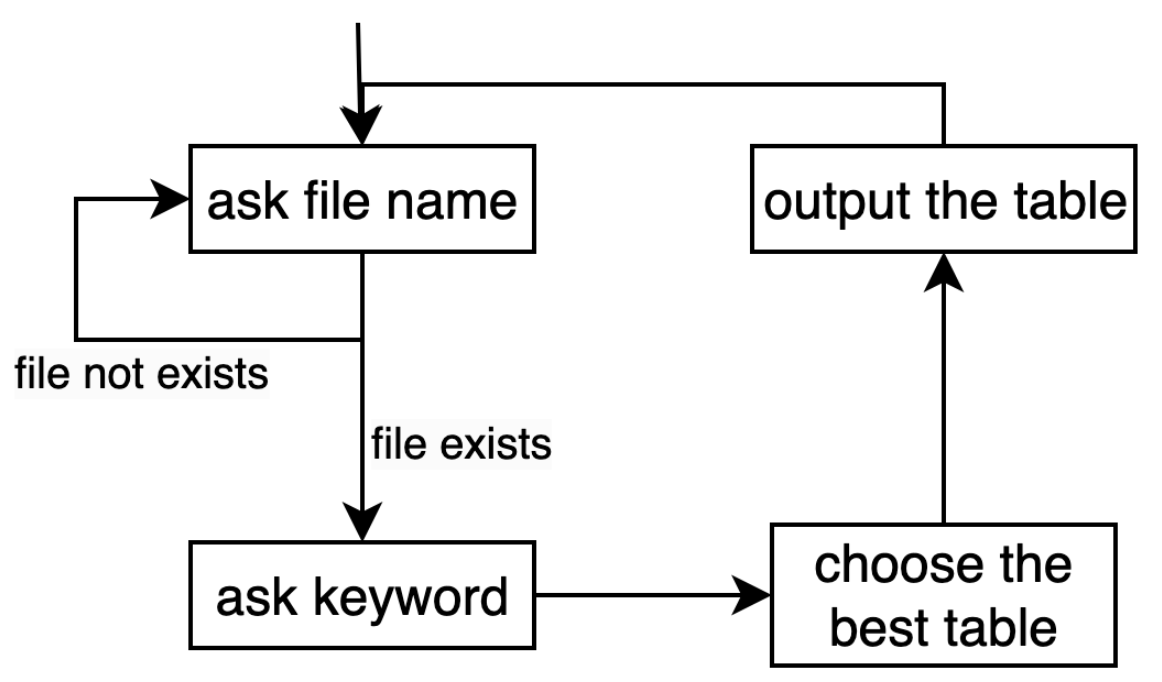 ask file name
output the table
file not exists
file exists
ask keyword
choose the
best table